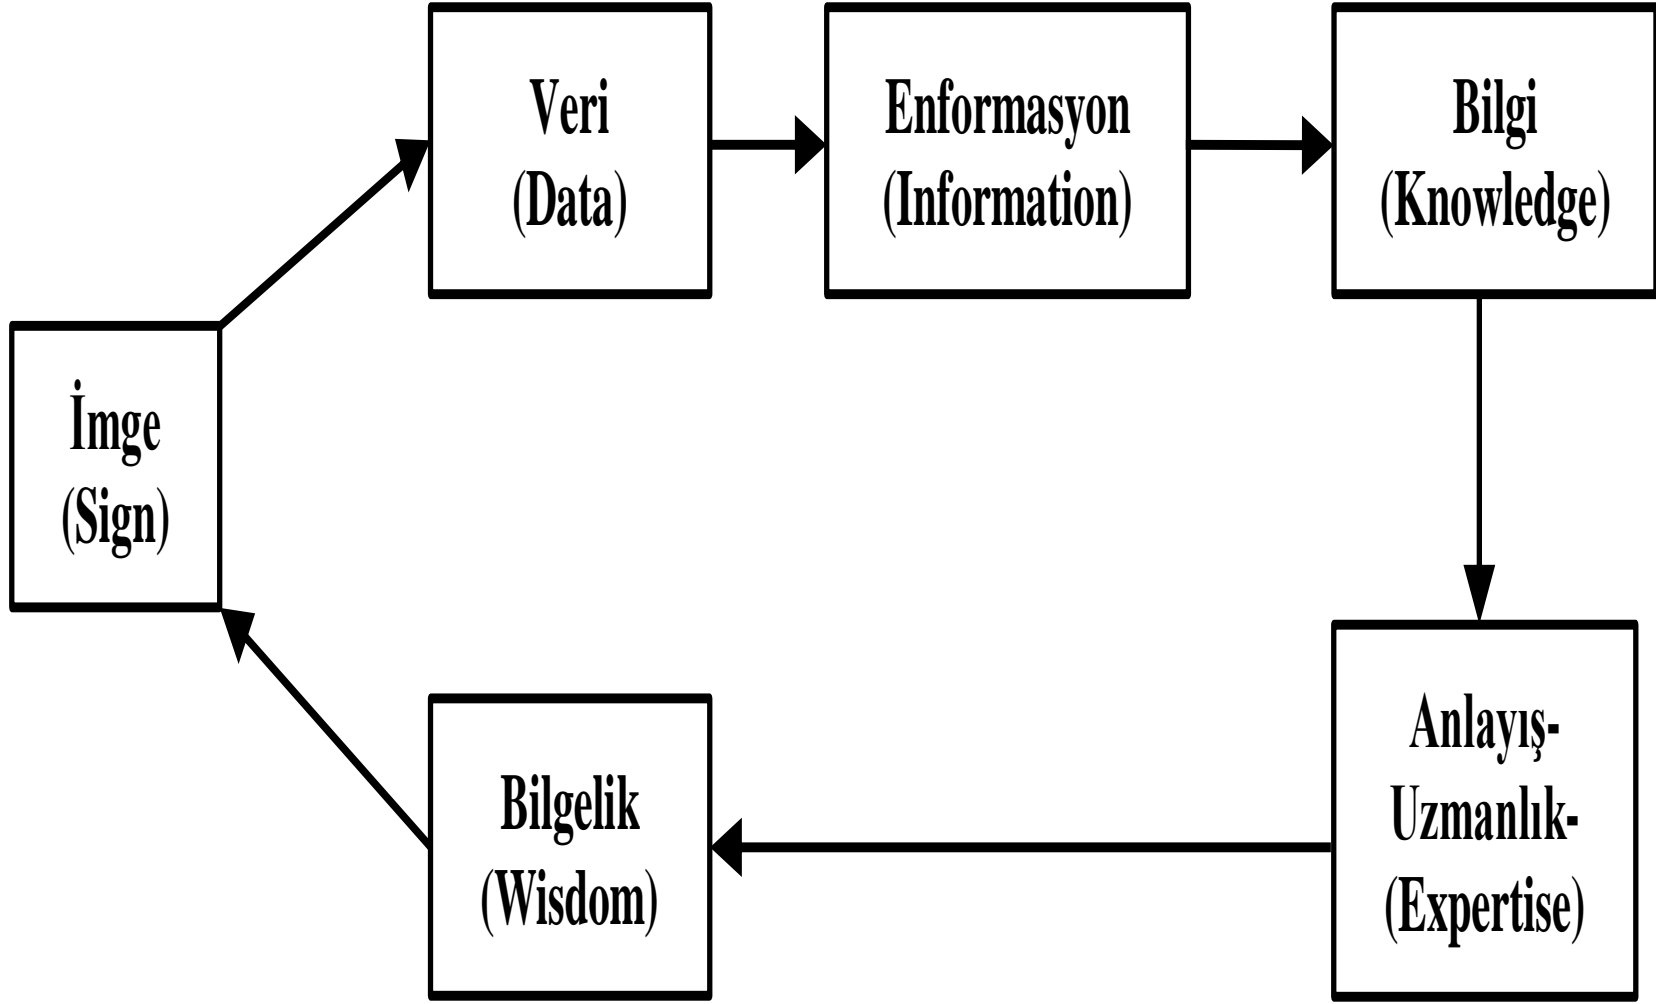 Veri
(Data)
Enformasyon
(Information)
Bilgi
(Knowledge)
İmge
(Sign)
Anlayış-
Uzmanlık-
(Expertise)
Bilgelik
(Wisdom)